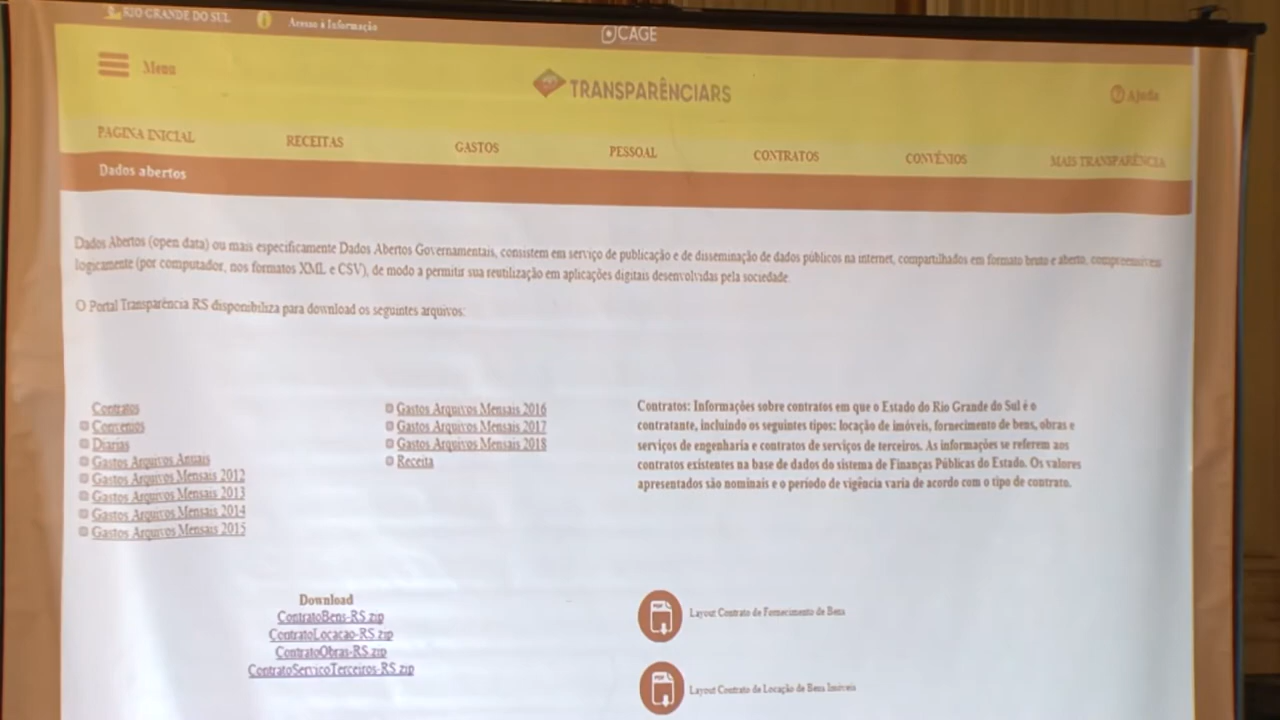 RIO GRANDE DO SUL
Acesso à Informação
CAGE
Menu
TRANSPARÊNCIARS
Ajuda
PAGINA INICIAL
RECEITAS
GASTOS
PESSOAL
CONTRATOS
CONVÊNIOS
MAIS TRANSPARÊNCIA
Dados abertos
Dados Abertos (open data) ou mais especificamente Dados Abertos Governamentais, consistem em serviço de publicação e de disseminação de dados públicos na internet, compartilhados em formato bruto e aberto, compreensíveis
logicamente (por computador, nos formatos XML e CSV), de modo a permitir sua reutilização em aplicações digitais desenvolvidas pela sociedade.
O Portal Transparência RS disponibiliza para download os seguintes arquivos:
Contratos
Convenios
Diarias
Gastos Arquivos Anuais
Gastos Arquivos Mensais 2012
Gastos Arquivos Mensais 2013
Gastos Arquivos Mensais 2014
Gastos Arquivos Mensais 2015
Gastos Arquivos Mensais 2016
Gastos Arquivos Mensais 2017
Gastos Arquivos Mensais 2018
Receita
Contratos: Informações sobre contratos em que o Estado do Rio Grande do Sul é o
contratante, incluindo os seguintes tipos: locação de imóveis, fornecimento de bens, obras e
serviços de engenharia e contratos de serviços de terceiros. As informações se referem aos
contratos existentes na base de dados do sistema de Finanças Públicas do Estado. Os valores
apresentados são nominais e o período de vigência varia de acordo com o tipo de contrato.
Download
ContratoBens-RS.zip
ContratoLocacao-RS.zip
ContratoObras-RS.zip
ContratoServicoTerceiros-RS.zip
PDF
Layout Contrato de Fornecimento de Bens
PDF
Layout Contrato de Locação de Bens Imóveis